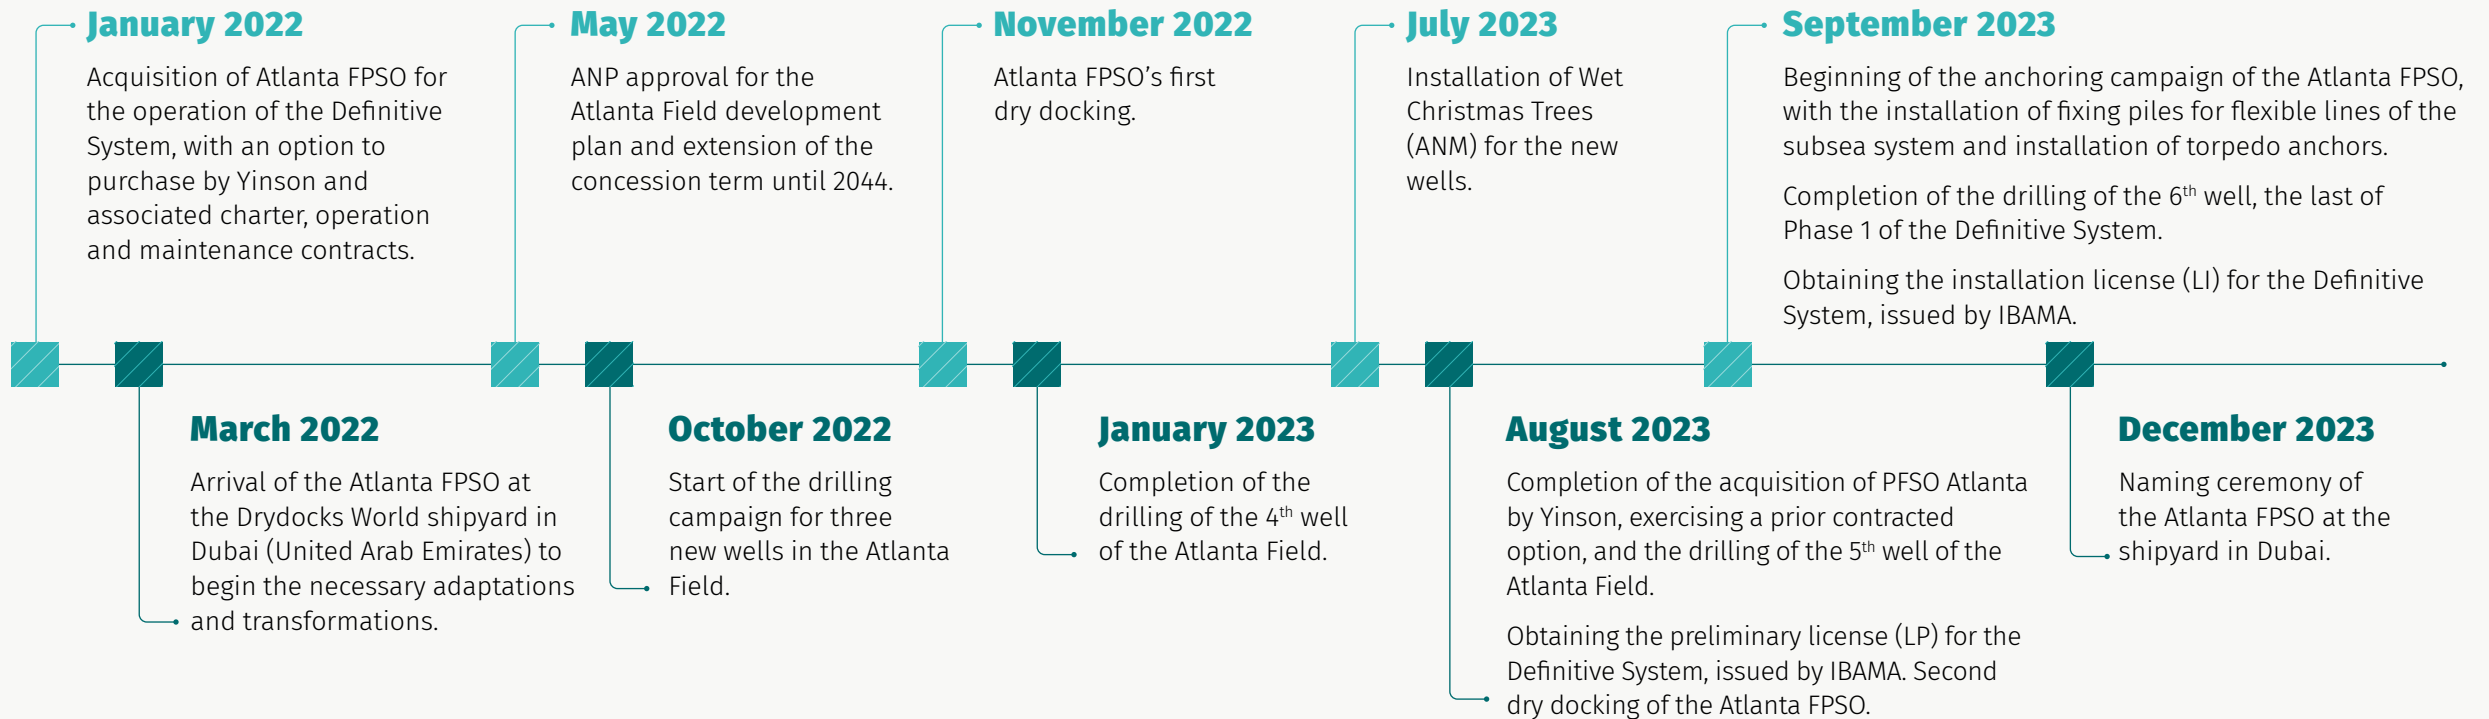 January 2022
Acquisition of Atlanta FPSO for
the operation of the Definitive
System, with an option to
purchase by Yinson and
associated charter, operation
and maintenance contracts.
March 2022
Arrival of the Atlanta FPSO at
the Drydocks World shipyard in
Dubai (United Arab Emirates) to
begin the necessary adaptations
and transformations.
May 2022
ANP approval for the
Atlanta Field development
plan and extension of the
concession term until 2044.
October 2022
Start of the drilling
campaign for three
new wells in the Atlanta
Field.
November 2022
Atlanta FPSO’s first
dry docking.
January 2023
Completion of the
drilling of the 4th well
of the Atlanta Field.
July 2023
Installation of Wet
Christmas Trees
(ANM) for the new
wells.
August 2023
Completion of the acquisition of PFSO Atlanta
by Yinson, exercising a prior contracted
option, and the drilling of the 5th well of the
Atlanta Field.
Obtaining the preliminary license (LP) for the
Definitive System, issued by IBAMA. Second
dry docking of the Atlanta FPSO.
September 2023
Beginning of the anchoring campaign of the Atlanta FPSO,
with the installation of fixing piles for flexible lines of the
subsea system and installation of torpedo anchors.
Completion of the drilling of the 6th well, the last of
Phase 1 of the Definitive System.
Obtaining the installation license (LI) for the Definitive
System, issued by IBAMA.
December 2023
Naming ceremony of
the Atlanta FPSO at the
shipyard in Dubai.